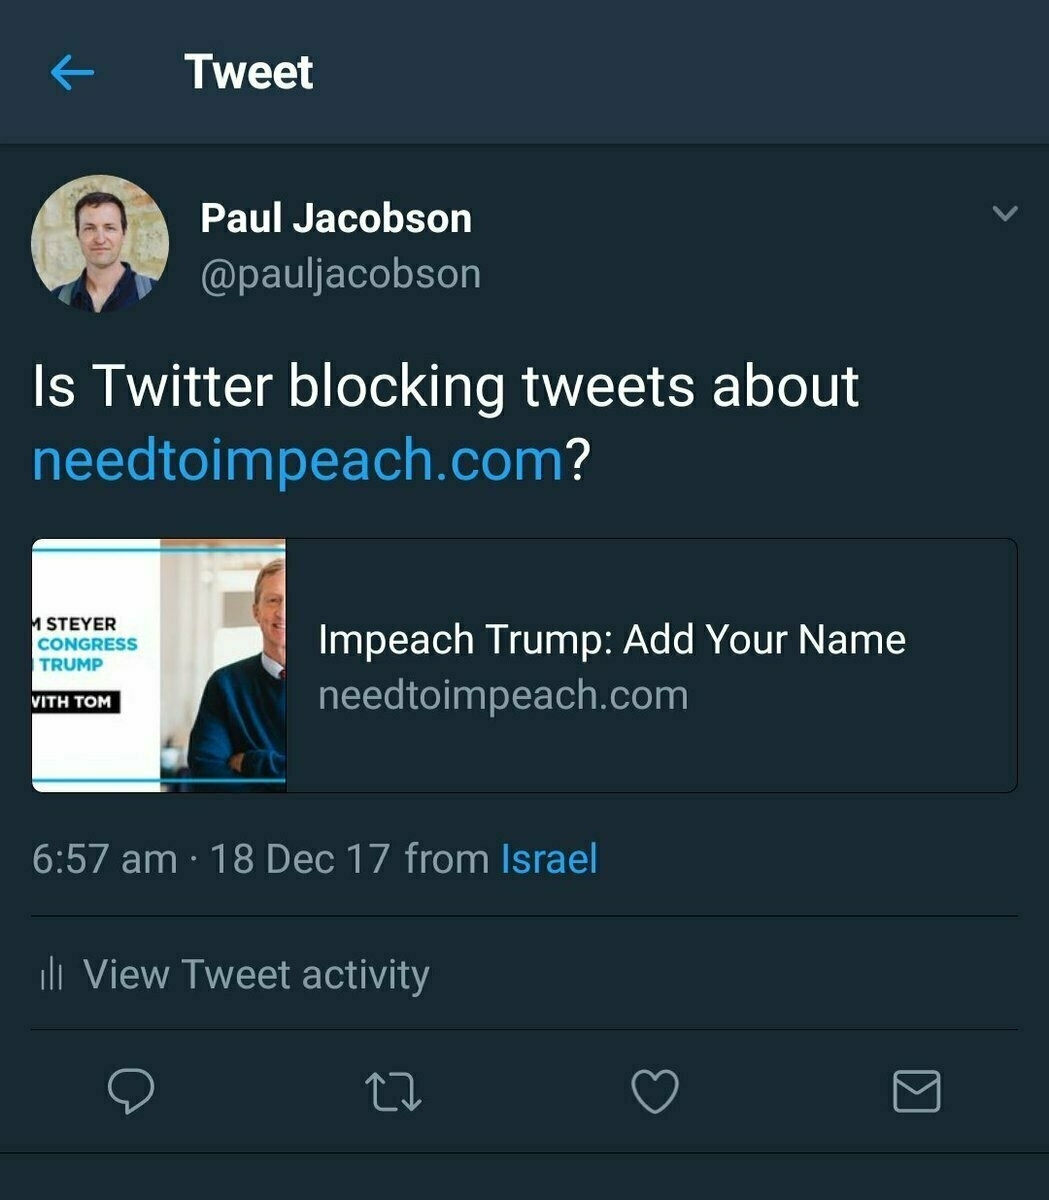 Tweet
Paul Jacobson
@pauljacobson
Is Twitter blocking tweets about
needtoimpeach.com?
STEYER
CONGRESS
TRUMP
WITH TOM
Impeach Trump: Add Your Name
needtoimpeach.com
6:57 am · 18 Dec 17 from Israel
View Tweet activity